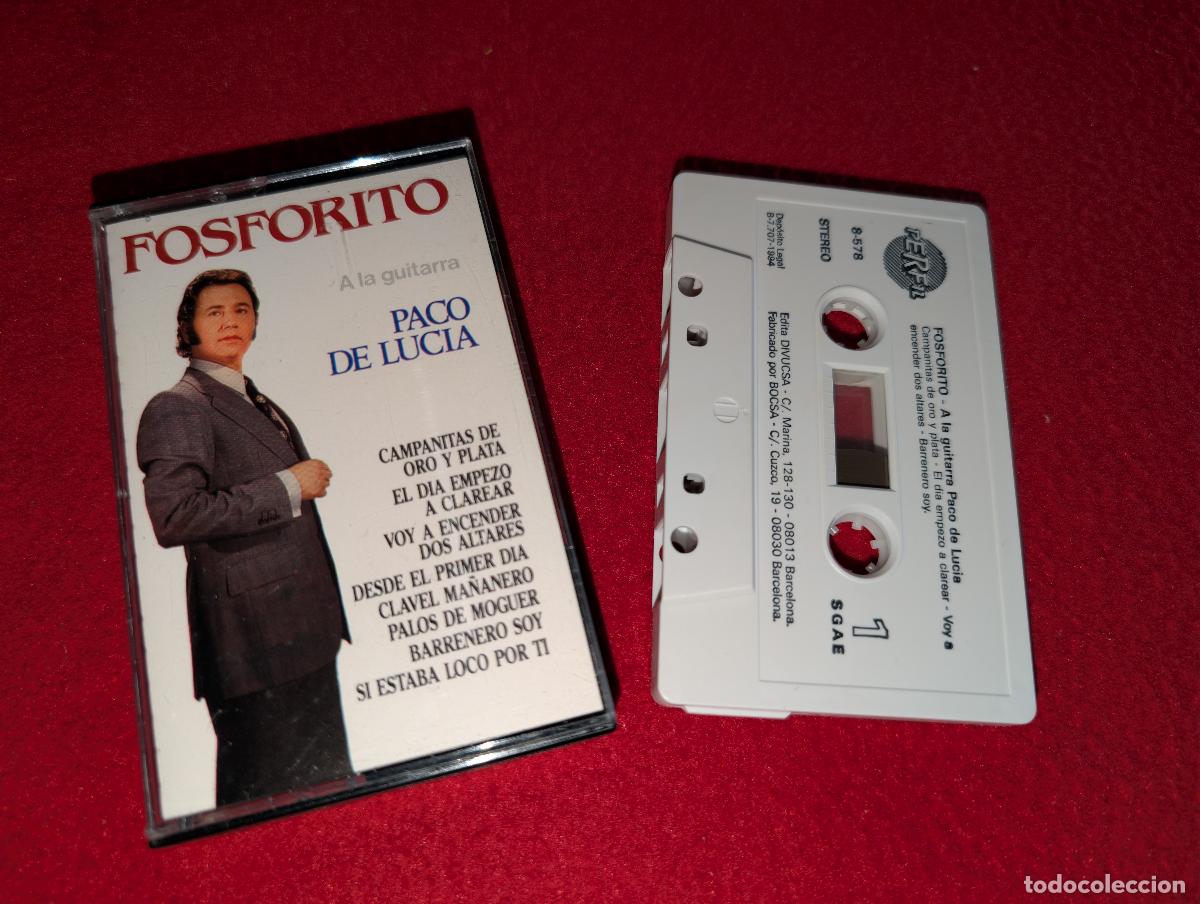 FOSFORITO
A la guitarra
PACO
DE LUCIA
CAMPANITAS DE
ORO Y PLATA
EL DIA EMPEZO
A CLAREAR
VOY A ENCENDER
DOS ALTARES
DESDE EL PRIMER DIA
CLAVEL MAÑANERO
PALOS DE MOGUER
BARRENERO SOY
SI ESTABA LOCO POR TI
PERFIL
8-578
STEREO
Depósito Legal
B-7.707-1994
FOSFORITO - A la guitarra Paco de Lucia
Campanitas de oro y plata - El dia empezo a clarear - Voy a
encender dos altares - Barrenero soy.
1
SGAE
Edita DIVUCSA - C/. Marina, 128-130 - 08013 Barcelona.
Fabricado por BOCSA - C/. Cuzco, 19 - 08030 Barcelona.
todocoleccion